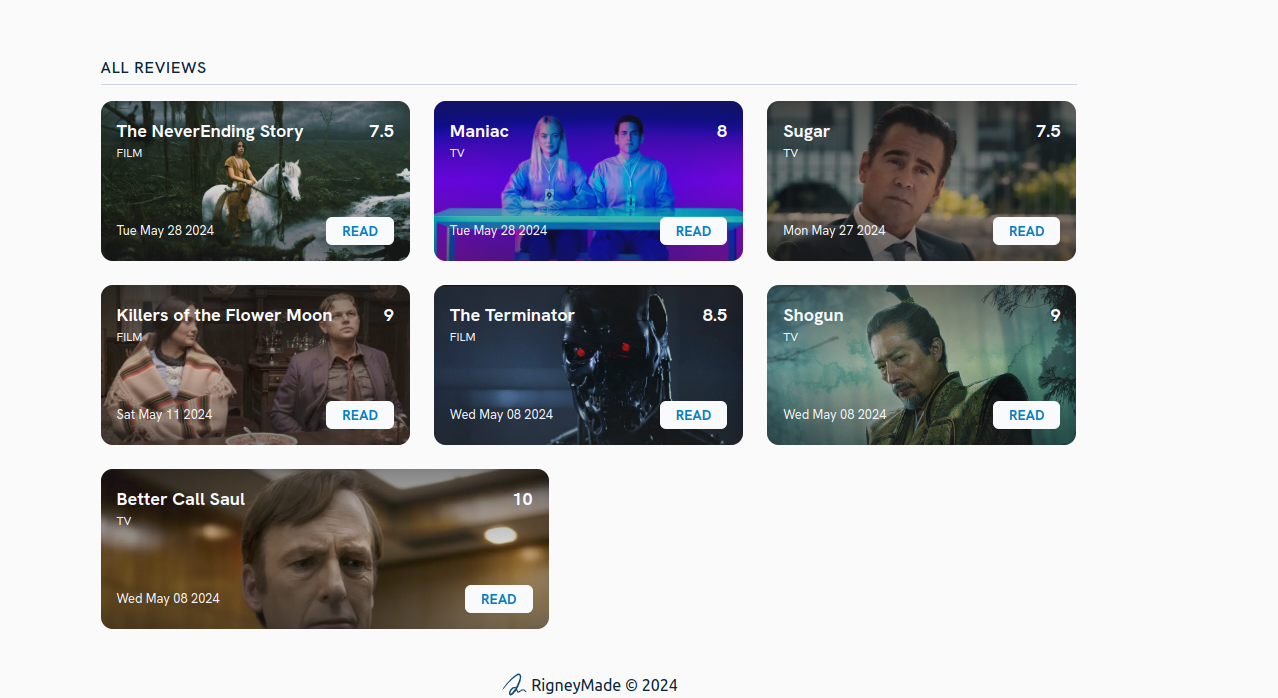 ALL REVIEWS
The NeverEnding Story 7.5
FILM
Tue May 28 2024 READ
Maniac 8
TV
Tue May 28 2024 READ
Sugar 7.5
TV
Mon May 27 2024 READ
Killers of the Flower Moon 9
FILM
Sat May 11 2024 READ
The Terminator 8.5
FILM
Wed May 08 2024 READ
Shogun 9
TV
Wed May 08 2024 READ
Better Call Saul 10
TV
Wed May 08 2024 READ
RigneyMade © 2024